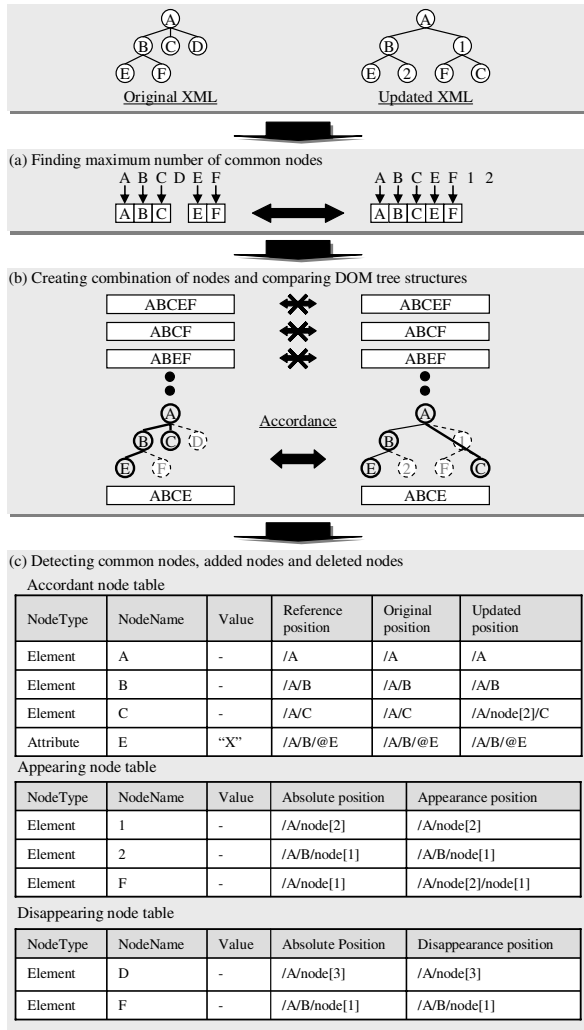 A A
B C D B 1
E F E 2 F C
Original XML Updated XML
(a) Finding maximum number of common nodes
A B C D E F A B C E F 1 2
A B C E F A B C E F
(b) Creating combination of nodes and comparing DOM tree structures
ABCEF ABCEF
ABCF ABCF
ABEF ABEF
A Accordance A
B C D B 1
E F E 2 F C
ABCE ABCE
(c) Detecting common nodes, added nodes and deleted nodes
Accordant node table
NodeType NodeName Value Reference position Original position Updated position
Element A - /A /A /A
Element B - /A/B /A/B /A/B
Element C - /A/C /A/C /A/node[2]/C
Attribute E “X” /A/B/@E /A/B/@E /A/B/@E
Appearing node table
NodeType NodeName Value Absolute position Appearance position
Element 1 - /A/node[2] /A/node[2]
Element 2 - /A/B/node[1] /A/B/node[1]
Element F - /A/node[1] /A/node[2]/node[1]
Disappearing node table
NodeType NodeName Value Absolute Position Disappearance position
Element D - /A/node[3] /A/node[3]
Element F - /A/B/node[1] /A/B/node[1]